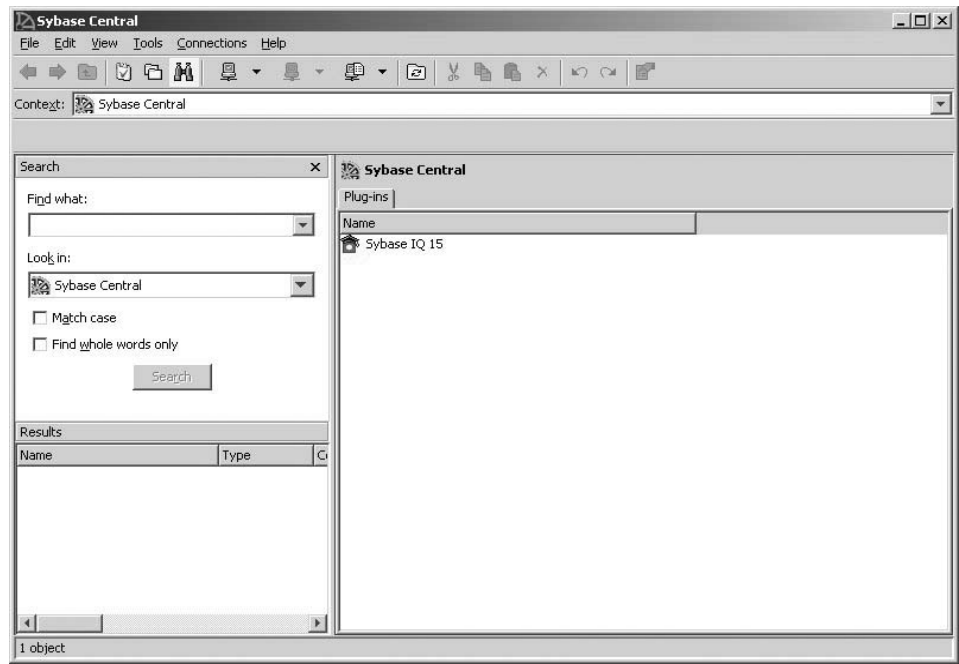 Sybase Central
File Edit View Tools Connections Help
Context: Sybase Central
Search
Find what:
Look in:
Sybase Central
Match case
Find whole words only
Search
Results
Name Type
Sybase Central
Plug-ins
Name
Sybase IQ 15
1 object